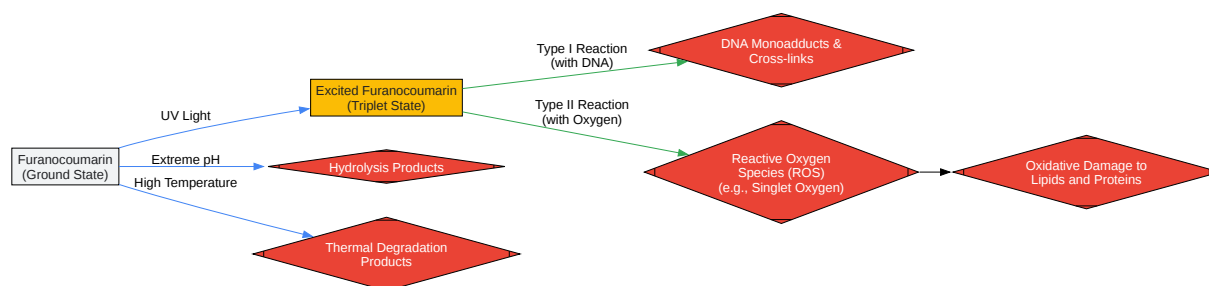 DNA Monoadducts &
Cross-links
Type I Reaction
(with DNA)
Excited Furanocoumarin
(Triplet State)
UV Light
Type II Reaction
(with Oxygen)
Furanocoumarin
(Ground State)
Extreme pH
Hydrolysis Products
Reactive Oxygen
Species (ROS)
(e.g., Singlet Oxygen)
Oxidative Damage to
Lipids and Proteins
High Temperature
Thermal Degradation
Products